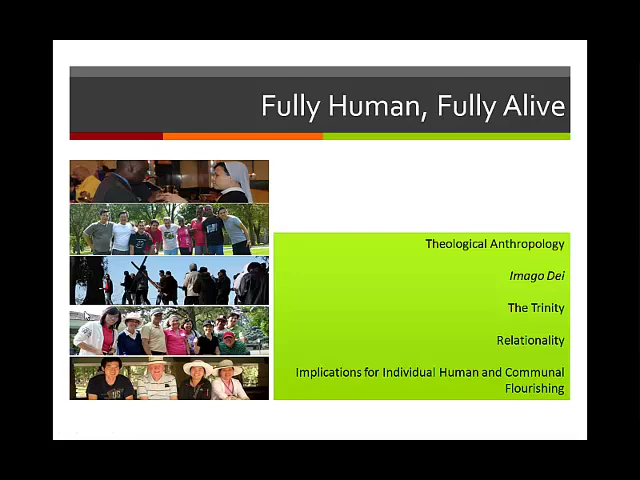 Fully Human, Fully Alive
Theological Anthropology
Imago Dei
The Trinity
Relationality
Implications for Individual Human and Communal
Flourishing